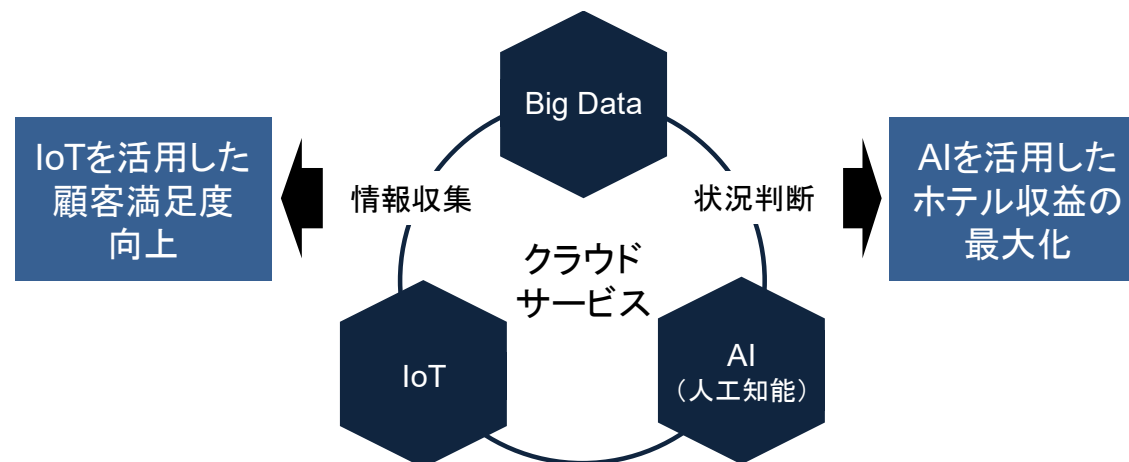 Big Data
IoTを活用した
顧客満足度
向上
情報収集
状況判断
AIを活用した
ホテル収益の
最大化
クラウド
サービス
IoT
AI
（人工知能）